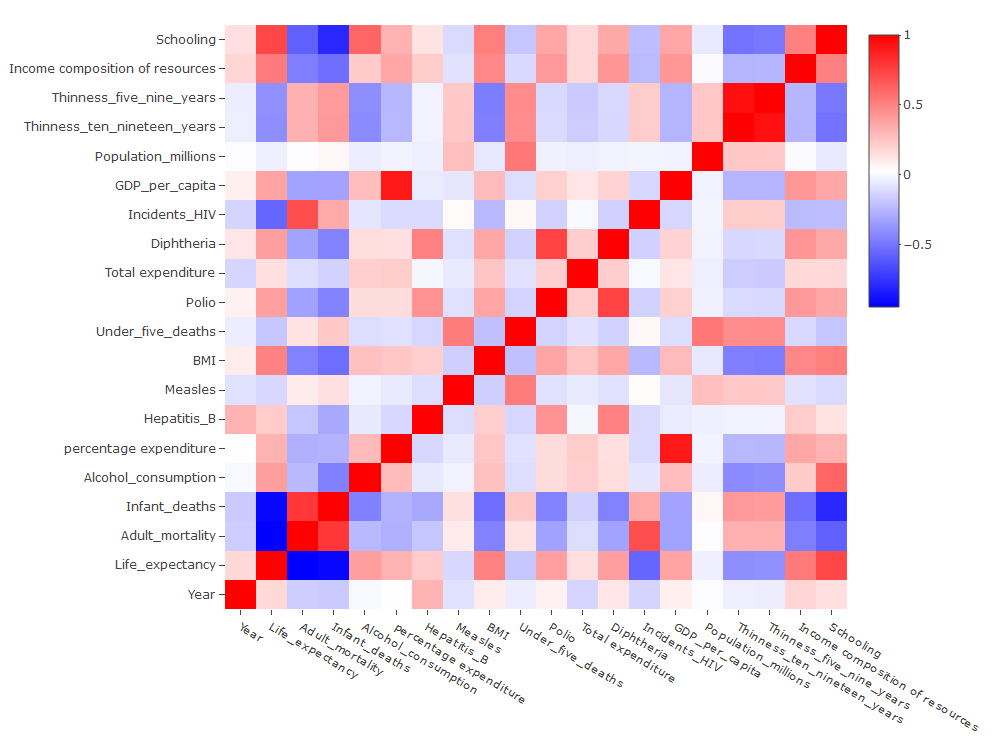 Schooling
Income composition of resources
Thinness_five_nine_years
Thinness_ten_nineteen_years
Population_millions
GDP_per_capita
Incidents_HIV
Diphtheria
Total expenditure
Polio
Under_five_deaths
BMI
Measles
Hepatitis_B
percentage expenditure
Alcohol_consumption
Infant_deaths
Adult_mortality
Life_expectancy
Year
Year
Life_expectancy
Adult_mortality
Infant_deaths
Alcohol_consumption
percentage expenditure
Hepatitis_B
Measles
BMI
Under_five_deaths
Polio
Total expenditure
Diphtheria
Incidents_HIV
GDP_per_capita
Population_millions
Thinness_ten_nineteen_years
Thinness_five_nine_years
Income composition of resources
Schooling
1
0.5
0
−0.5